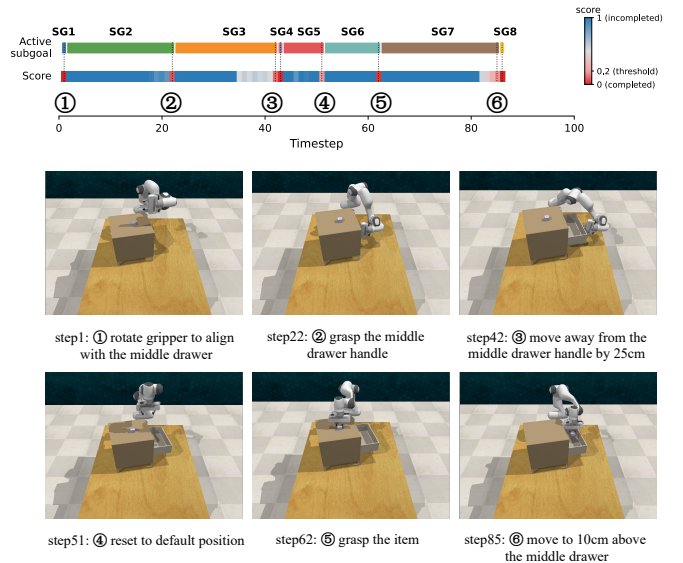 SG1 SG2 SG3 SG4 SG5 SG6 SG7 SG8
Active
subgoal
Score
① ② ③ ④ ⑤ ⑥
0 20 40 60 80 100
Timestep
score
1 (incompleted)
0.2 (threshold)
0 (completed)
step1: ① rotate gripper to align
with the middle drawer
step22: ② grasp the middle
drawer handle
step42: ③ move away from the
middle drawer handle by 25cm
step51: ④ reset to default position
step62: ⑤ grasp the item
step85: ⑥ move to 10cm above
the middle drawer